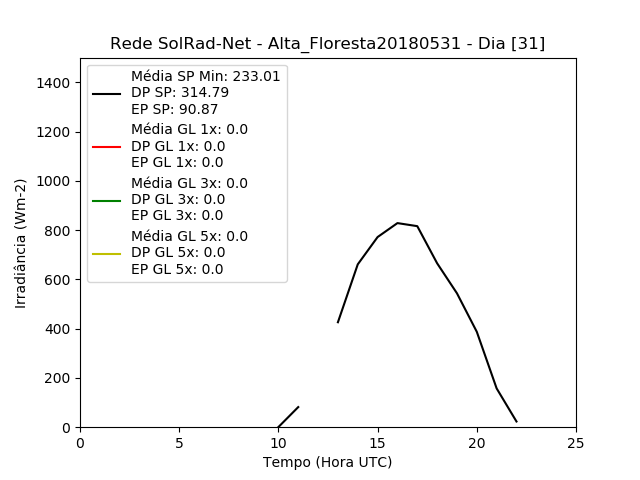 Rede SolRad-Net - Alta_Floresta20180531 - Dia [31]
Irradiância (Wm-2)
1400
1200
1000
800
600
400
200
0
Média SP Min: 233.01
DP SP: 314.79
EP SP: 90.87
Média GL 1x: 0.0
DP GL 1x: 0.0
EP GL 1x: 0.0
Média GL 3x: 0.0
DP GL 3x: 0.0
EP GL 3x: 0.0
Média GL 5x: 0.0
DP GL 5x: 0.0
EP GL 5x: 0.0
0 5 10 15 20 25
Tempo (Hora UTC)